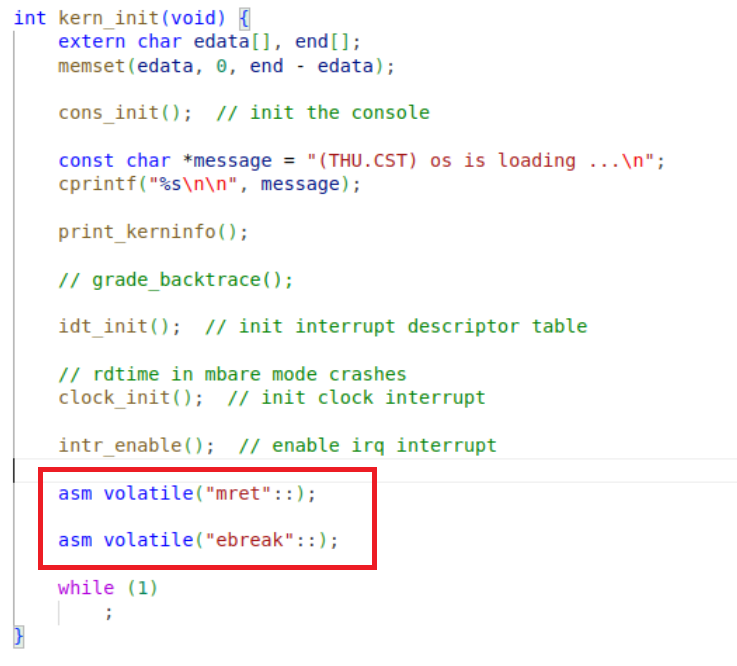 int kern_init(void) {
    extern char edata[], end[];
    memset(edata, 0, end - edata);
    cons_init();  // init the console
    const char *message = "(THU.CST) os is loading ...\n";
    cprintf("%s\n\n", message);
    print_kerninfo();
    // grade_backtrace();
    idt_init();  // init interrupt descriptor table
    // rdtime in mbare mode crashes
    clock_init();  // init clock interrupt
    intr_enable();  // enable irq interrupt
    asm volatile("mret"::);
    asm volatile("ebreak"::);
    while (1)
        ;
}